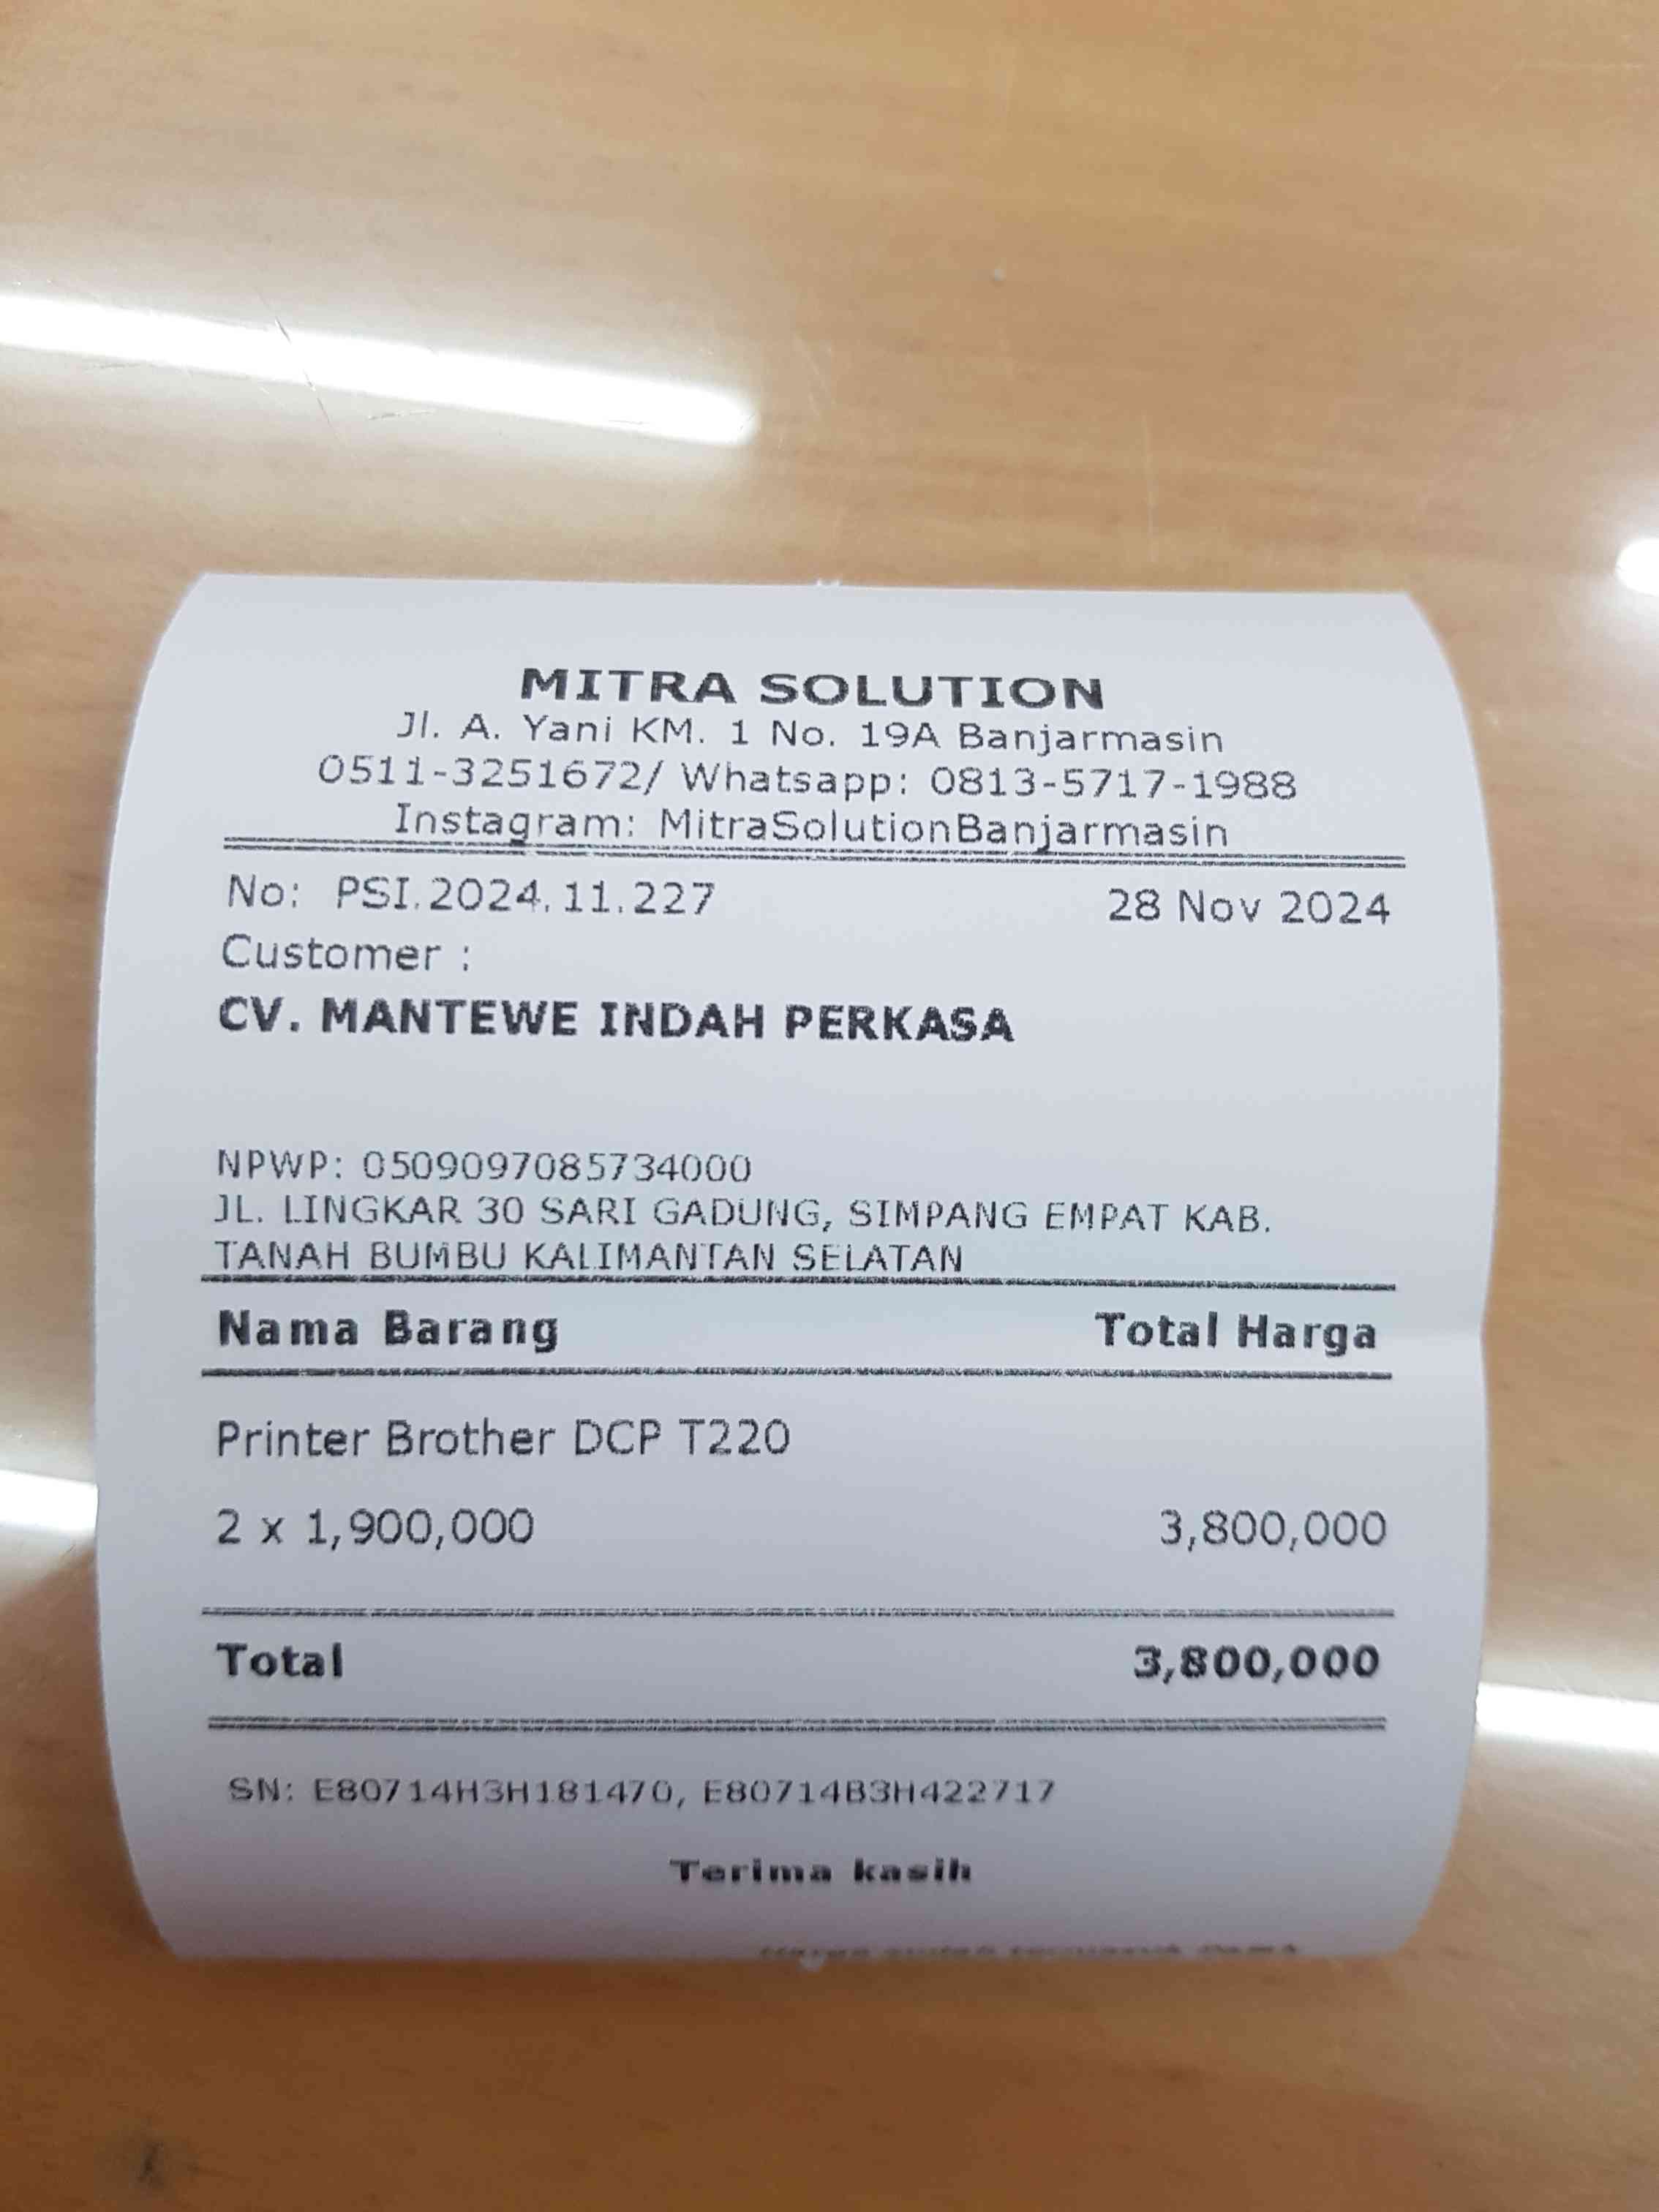 MITRA SOLUTION
Jl. A. Yani KM. 1 No. 19A Banjarmasin
0511-3251672/ Whatsapp: 0813-5717-1988
Instagram: MitraSolutionBanjarmasin
No: PSI.2024.11.227 28 Nov 2024
Customer :
CV. MANTEWE INDAH PERKASA
NPWP: 0509097085734000
JL. LINGKAR 30 SARI GADUNG, SIMPANG EMPAT KAB.
TANAH BUMBU KALIMANTAN SELATAN
Nama Barang Total Harga
Printer Brother DCP T220
2 x 1,900,000 3,800,000
Total 3,800,000
SN: E80714H3H181470, E80714B3H422717
Terima kasih